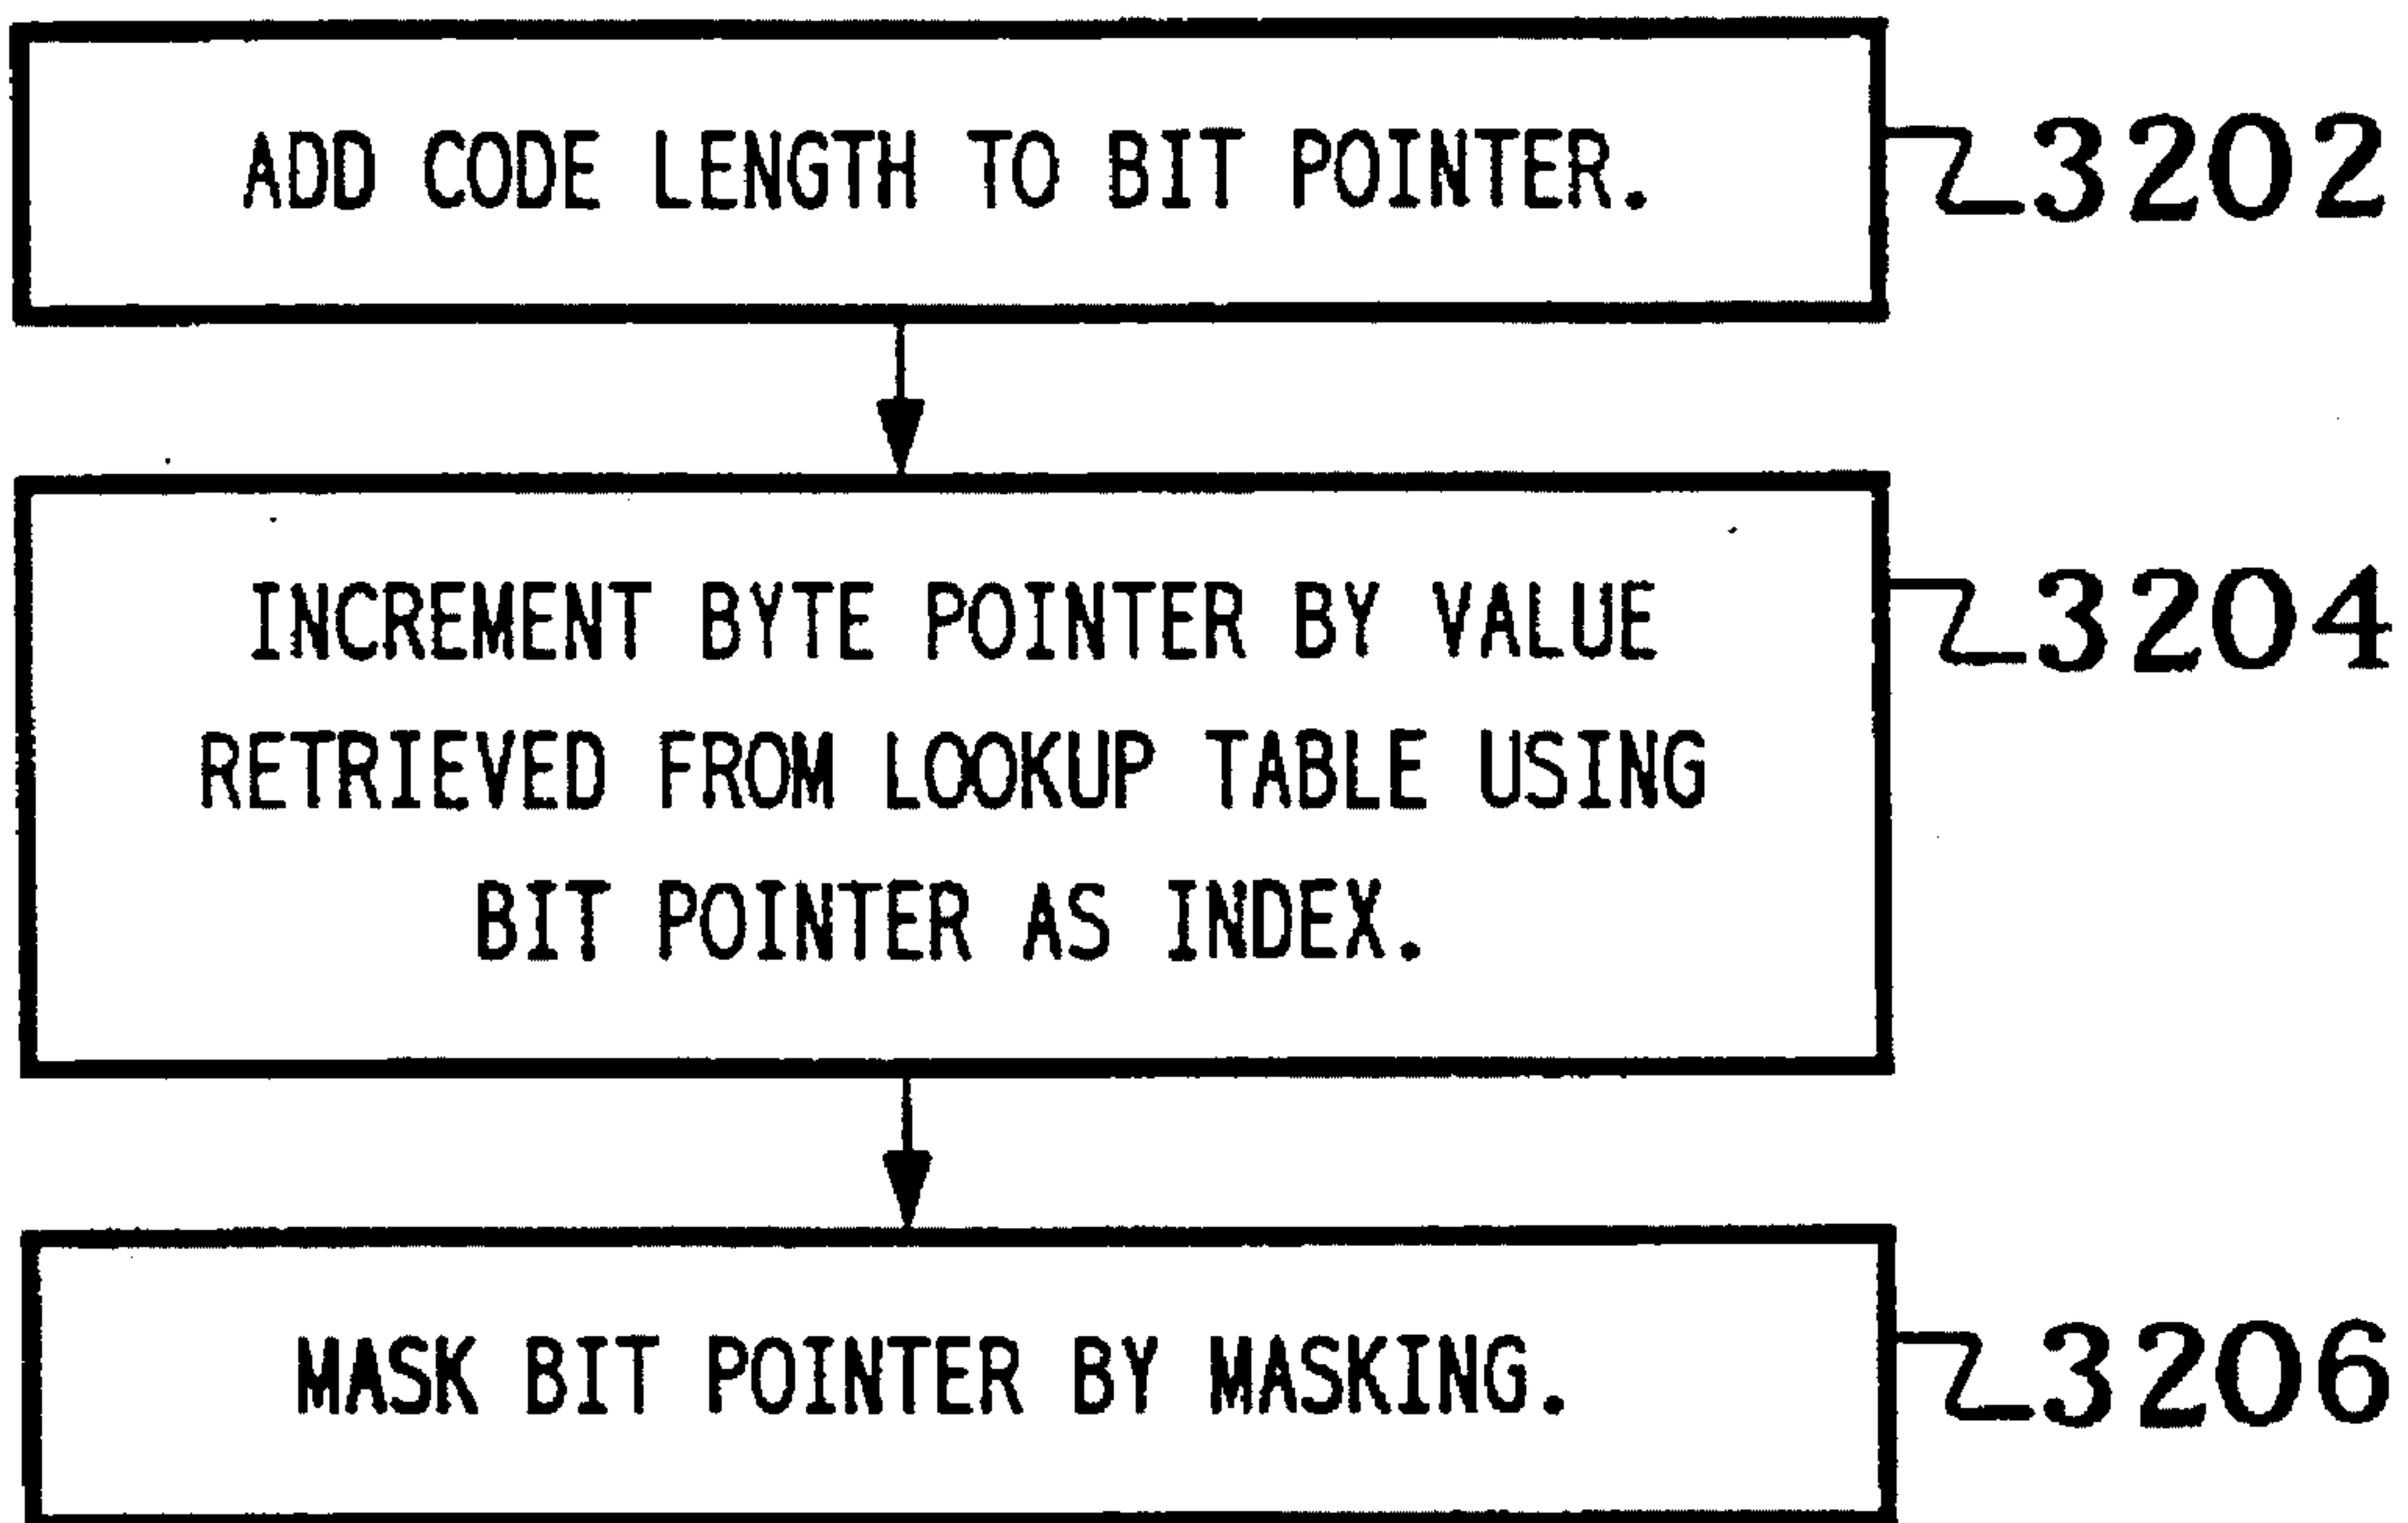 ADD CODE LENGTH TO BIT POINTER.
3202
INCREMENT BYTE POINTER BY VALUE
RETRIEVED FROM LOOKUP TABLE USING
BIT POINTER AS INDEX.
3204
MASK BIT POINTER BY MASKING.
3206